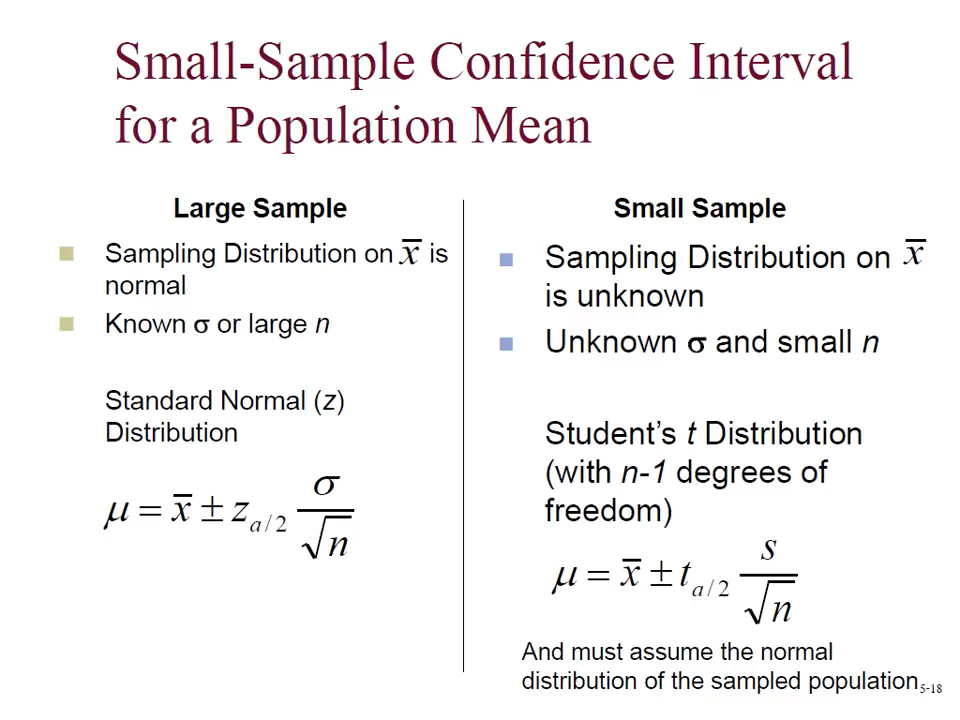 Small-Sample Confidence Interval
for a Population Mean
Large Sample
Sampling Distribution on x̅ is
normal
Known σ or large n
Standard Normal (z)
Distribution
μ = x̅ ± z_{a/2} σ/√n
Small Sample
Sampling Distribution on x̅
is unknown
Unknown σ and small n
Student’s t Distribution
(with n-1 degrees of
freedom)
μ = x̅ ± t_{a/2} s/√n
And must assume the normal
distribution of the sampled population
5-18